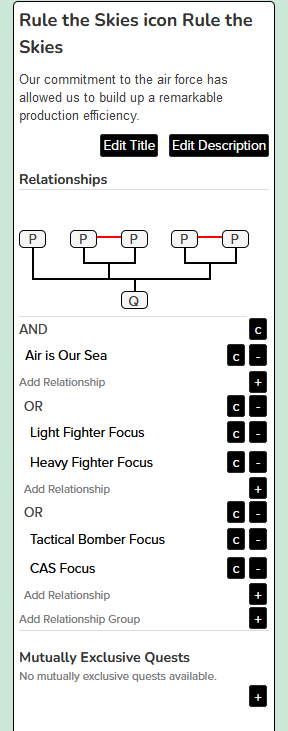 Rule the Skies icon Rule the
Skies
Our commitment to the air force has
allowed us to build up a remarkable
production efficiency.
Edit Title Edit Description
Relationships
P P P P P
Q
AND c
Air is Our Sea c -
Add Relationship +
OR c -
Light Fighter Focus c -
Heavy Fighter Focus c -
Add Relationship +
OR c -
Tactical Bomber Focus c -
CAS Focus c -
Add Relationship +
Add Relationship Group +
Mutually Exclusive Quests
No mutually exclusive quests available.
+